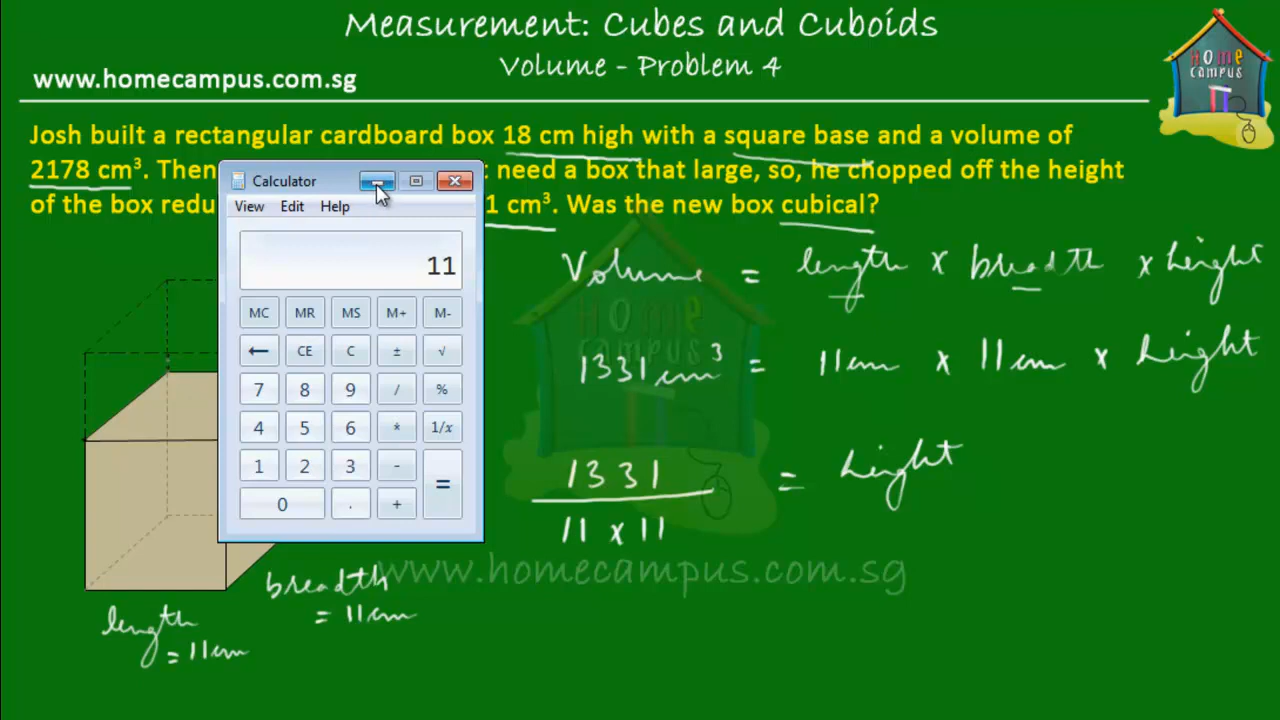 Measurement: Cubes and Cuboids
Volume - Problem 4
www.homecampus.com.sg
HOME
campus
Josh built a rectangular cardboard box 18 cm high with a square base and a volume of
2178 cm³. Then need a box that large, so, he chopped off the height
of the box redu 1 cm³. Was the new box cubical?
Calculator
View Edit Help
11
MC MR MS M+ M-
← CE C ± √
7 8 9 / %
4 5 6 * 1/x
1 2 3 - =
0 . +
Volume = length x breadth x height
1331 cm³ = 11cm x 11cm x height
1331 = height
11 x 11
breadth
= 11cm
length
= 11cm
HOME
campus
www.homecampus.com.sg